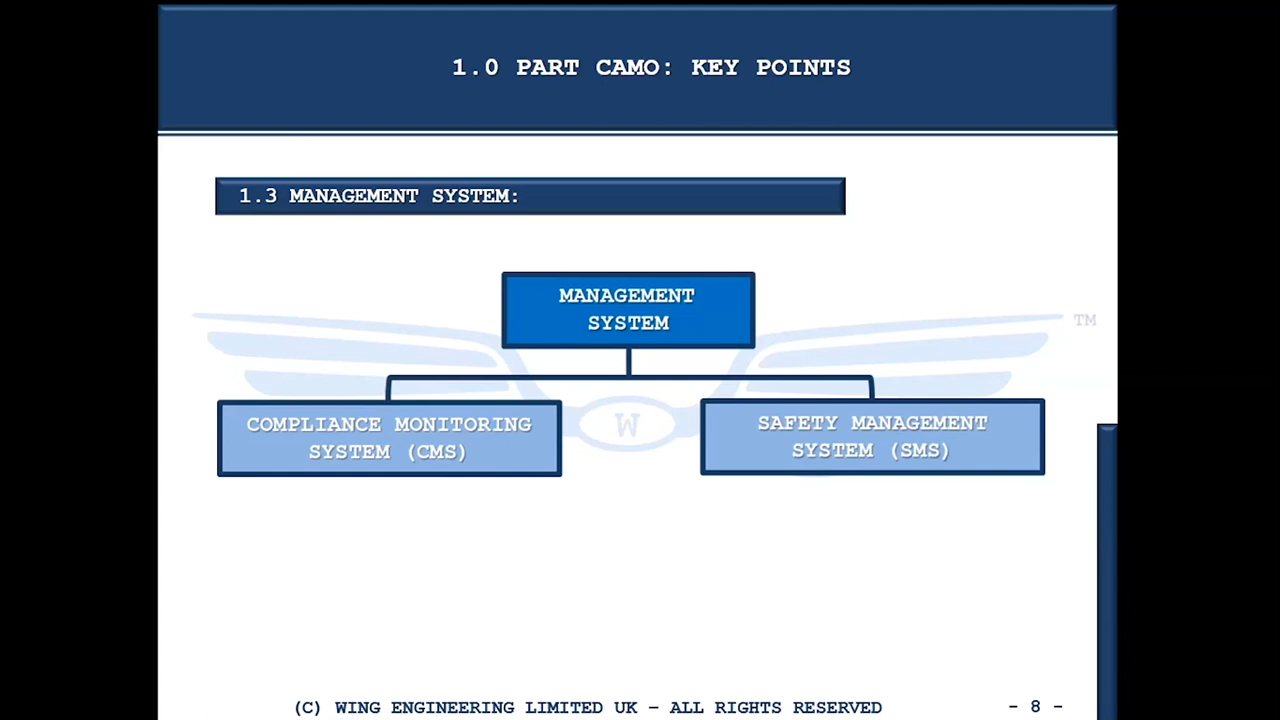 1.0 PART CAMO: KEY POINTS
1.3 MANAGEMENT SYSTEM:
MANAGEMENT
SYSTEM
TM
COMPLIANCE MONITORING
SYSTEM (CMS)
W
SAFETY MANAGEMENT
SYSTEM (SMS)
(C) WING ENGINEERING LIMITED UK – ALL RIGHTS RESERVED
- 8 -